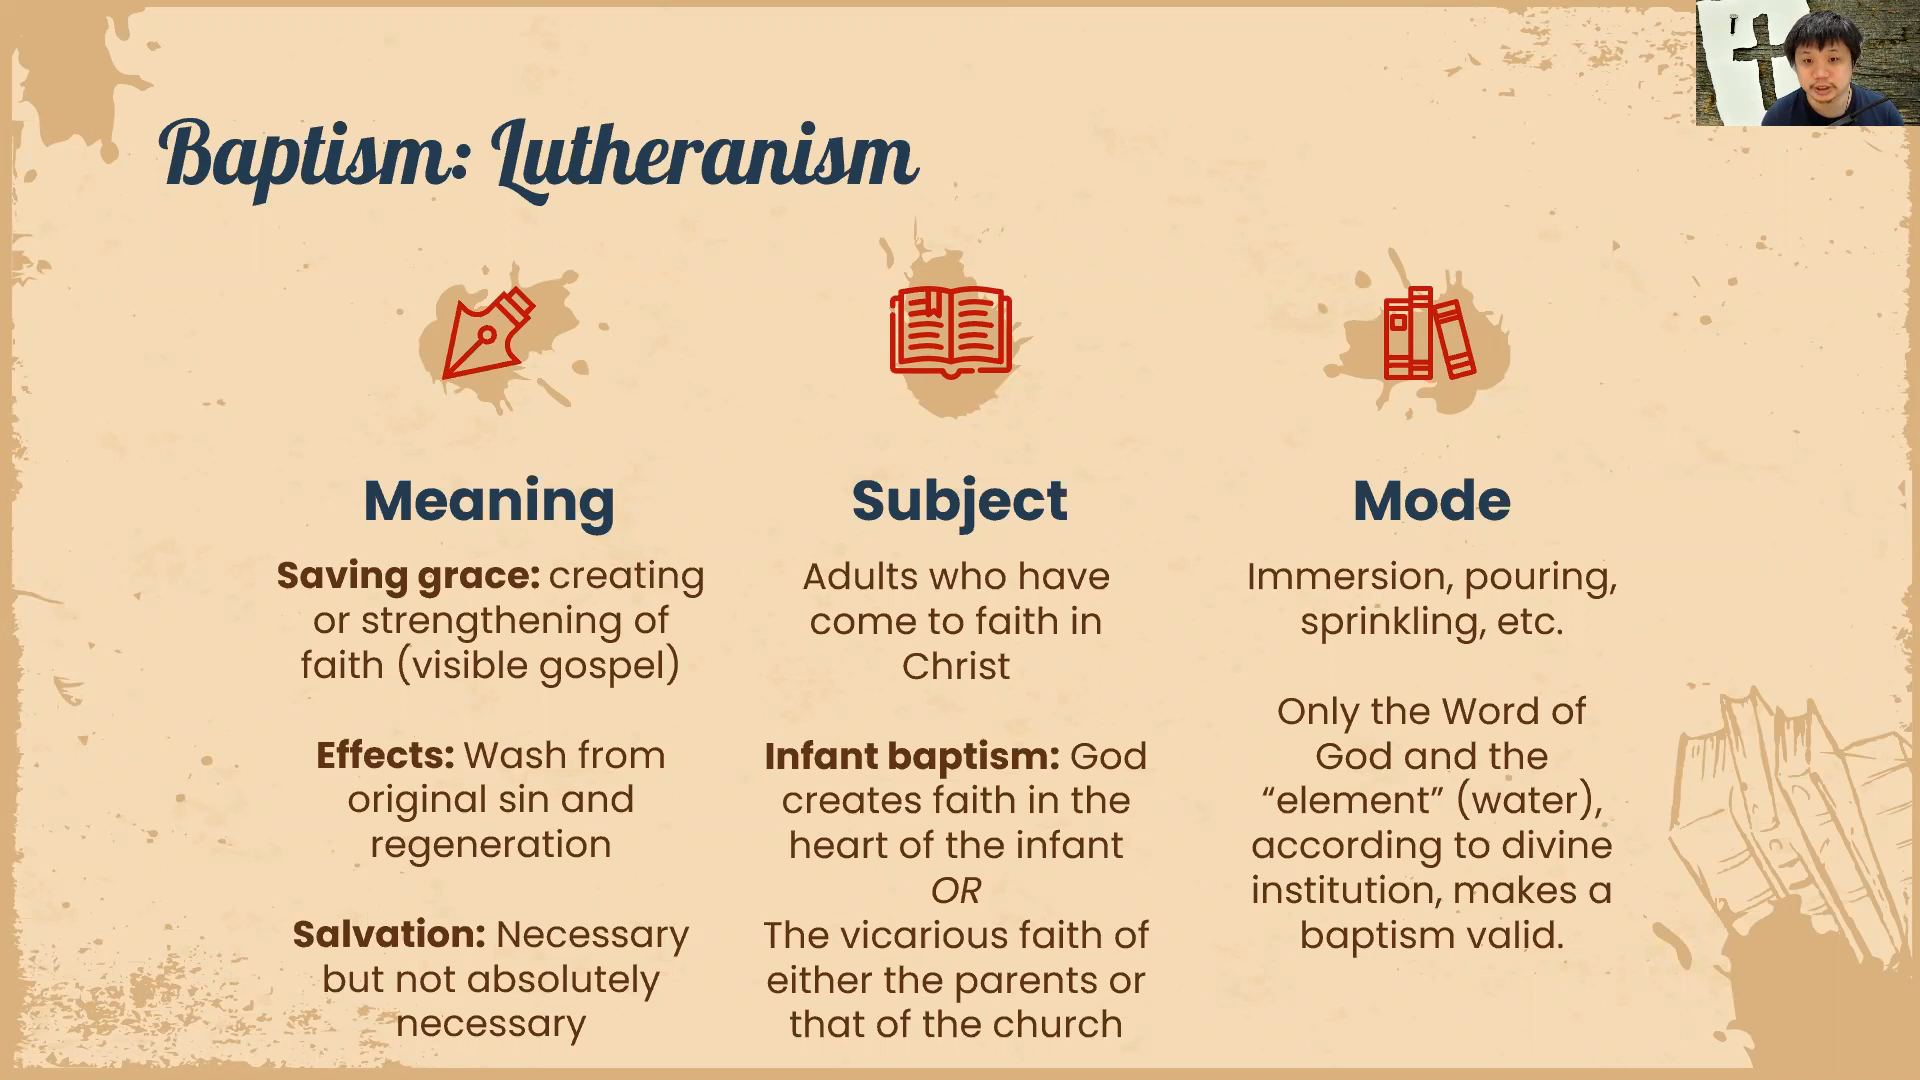 Baptism: Lutheranism
Meaning
Saving grace: creating
or strengthening of
faith (visible gospel)
Effects: Wash from
original sin and
regeneration
Salvation: Necessary
but not absolutely
necessary
Subject
Adults who have
come to faith in
Christ
Infant baptism: God
creates faith in the
heart of the infant
OR
The vicarious faith of
either the parents or
that of the church
Mode
Immersion, pouring,
sprinkling, etc.
Only the Word of
God and the
“element” (water),
according to divine
institution, makes a
baptism valid.